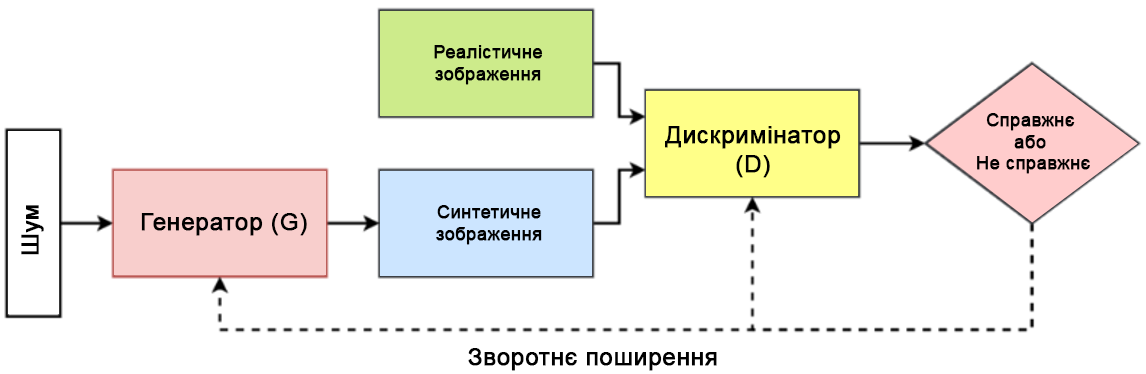 Реалістичне
зображення
Шум
Генератор (G)
Синтетичне
зображення
Дискримінатор
(D)
Справжнє
або
Не справжнє
Зворотнє поширення